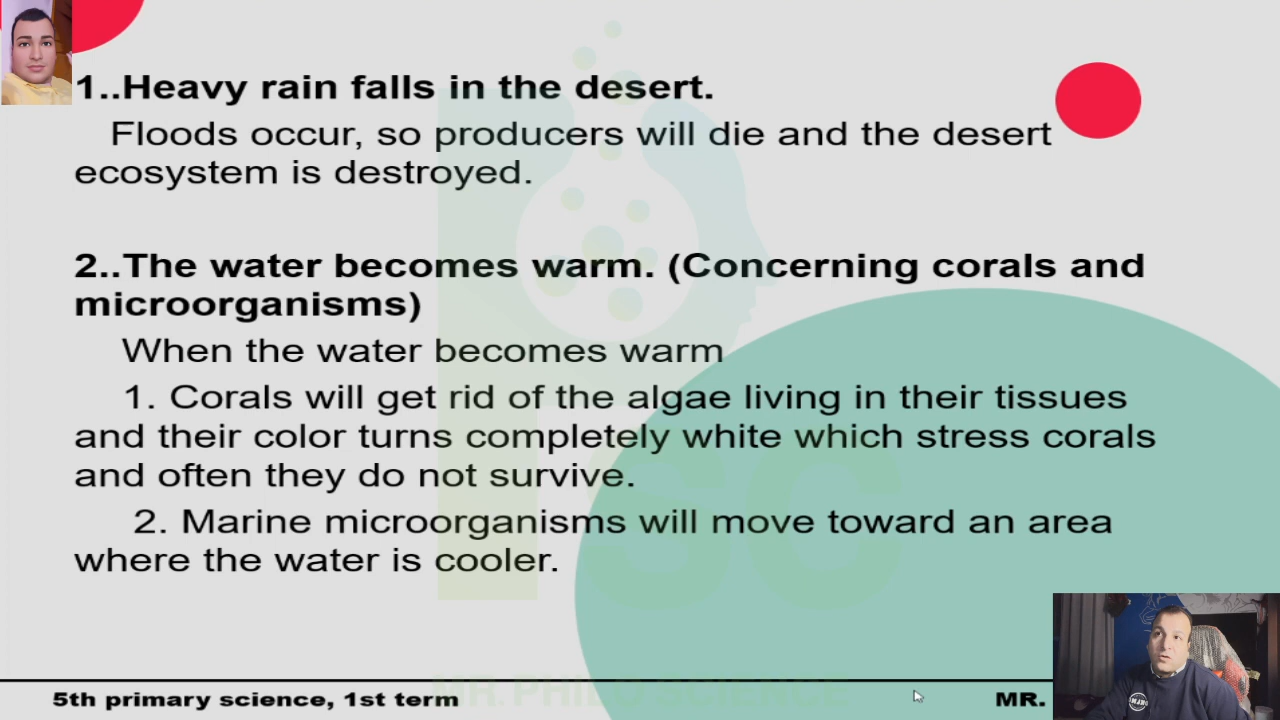 1..Heavy rain falls in the desert.
Floods occur, so producers will die and the desert
ecosystem is destroyed.
2..The water becomes warm. (Concerning corals and
microorganisms)
When the water becomes warm
1. Corals will get rid of the algae living in their tissues
and their color turns completely white which stress corals
and often they do not survive.
2. Marine microorganisms will move toward an area
where the water is cooler.
MR. PHILO SCIENCE
5th primary science, 1st term
MR.